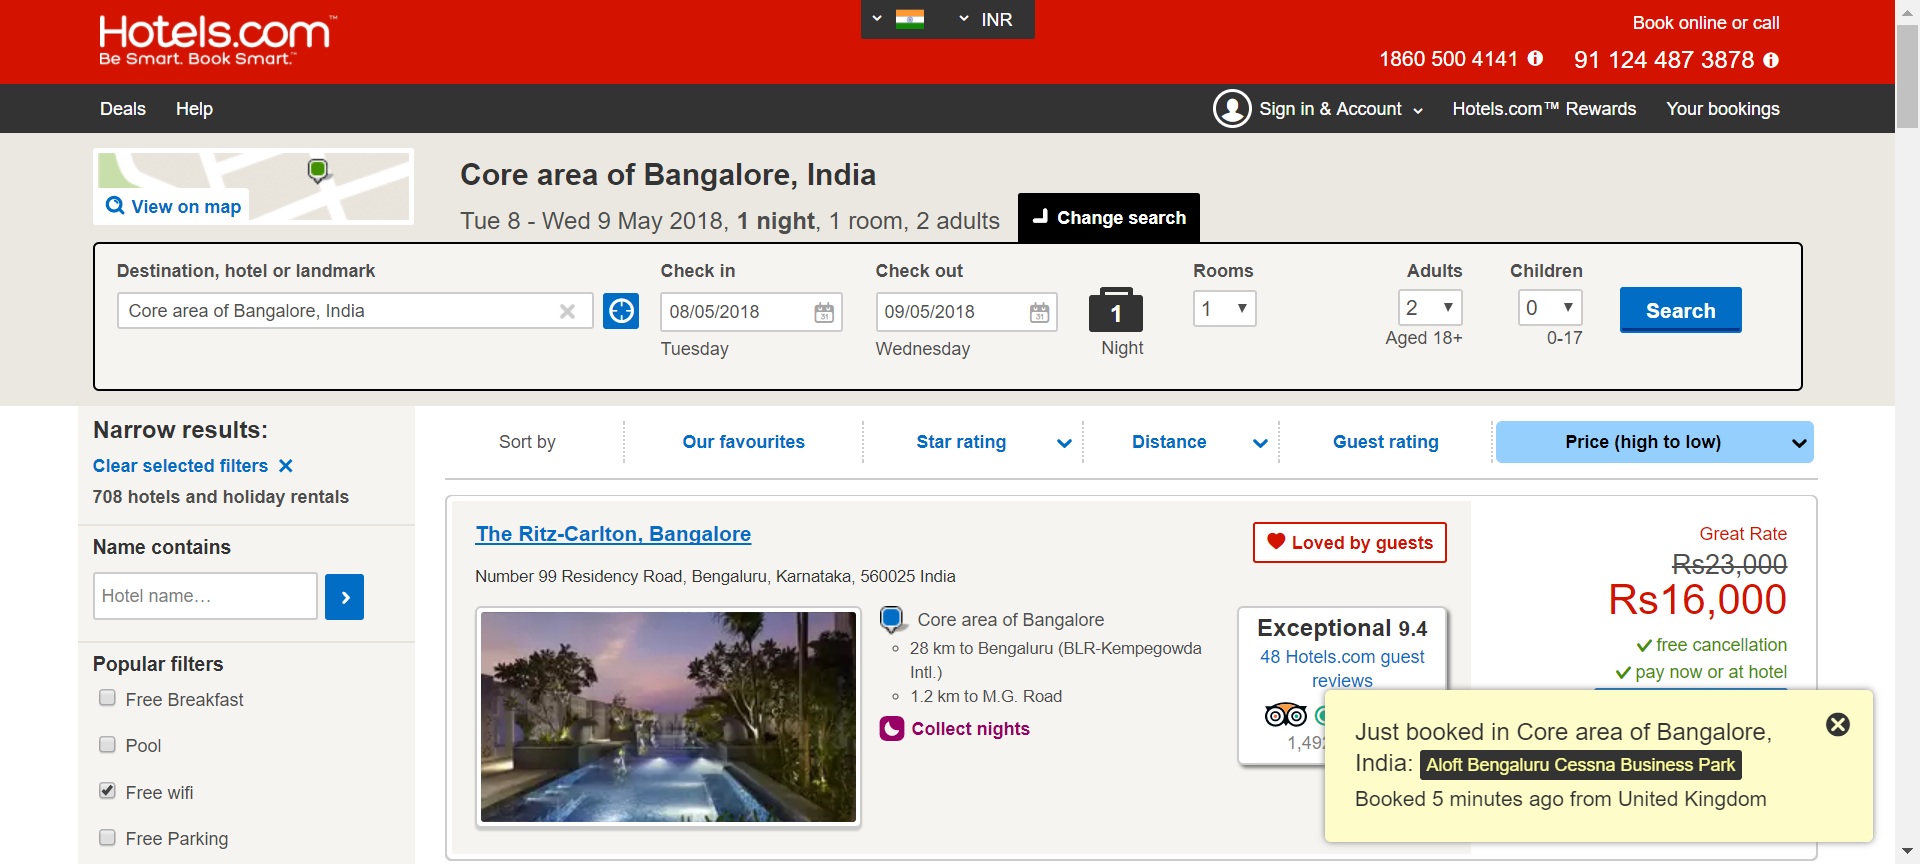 Hotels.com™
Be Smart. Book Smart.™
INR
Book online or call
1860 500 4141
91 124 487 3878
Deals
Help
Sign in & Account
Hotels.com™ Rewards
Your bookings
View on map
Core area of Bangalore, India
Tue 8 - Wed 9 May 2018, 1 night, 1 room, 2 adults
Change search
Destination, hotel or landmark
Core area of Bangalore, India
Check in
08/05/2018
Tuesday
Check out
09/05/2018
Wednesday
1
Night
Rooms
1
Adults
2
Aged 18+
Children
0
0-17
Search
Narrow results:
Clear selected filters
708 hotels and holiday rentals
Name contains
Hotel name…
Popular filters
Free Breakfast
Pool
Free wifi
Free Parking
Sort by
Our favourites
Star rating
Distance
Guest rating
Price (high to low)
The Ritz-Carlton, Bangalore
Number 99 Residency Road, Bengaluru, Karnataka, 560025 India
Core area of Bangalore
28 km to Bengaluru (BLR-Kempegowda
Intl.)
1.2 km to M.G. Road
Collect nights
Loved by guests
Exceptional 9.4
48 Hotels.com guest
reviews
1,492
Great Rate
Rs23,000
Rs16,000
free cancellation
pay now or at hotel
Just booked in Core area of Bangalore,
India: Aloft Bengaluru Cessna Business Park
Booked 5 minutes ago from United Kingdom